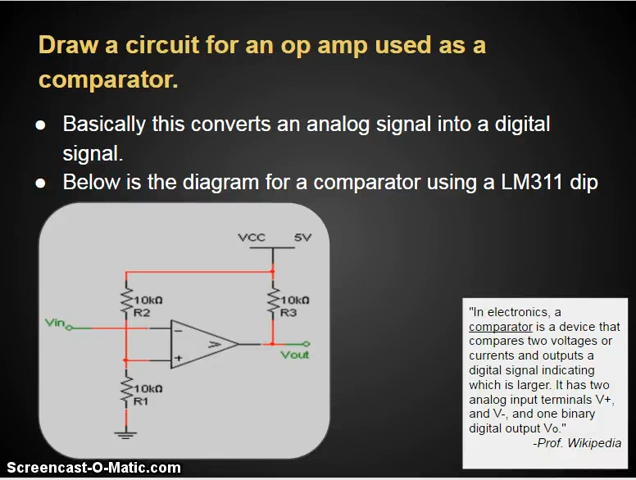 Draw a circuit for an op amp used as a
comparator.
● Basically this converts an analog signal into a digital
signal.
● Below is the diagram for a comparator using a LM311 dip
VCC 5V
10kΩ
R2
10kΩ
R3
Vin
-
+
>
Vout
10kΩ
R1
"In electronics, a
comparator is a device that
compares two voltages or
currents and outputs a
digital signal indicating
which is larger. It has two
analog input terminals V+,
and V-, and one binary
digital output Vo."
-Prof. Wikipedia
Screencast-O-Matic.com